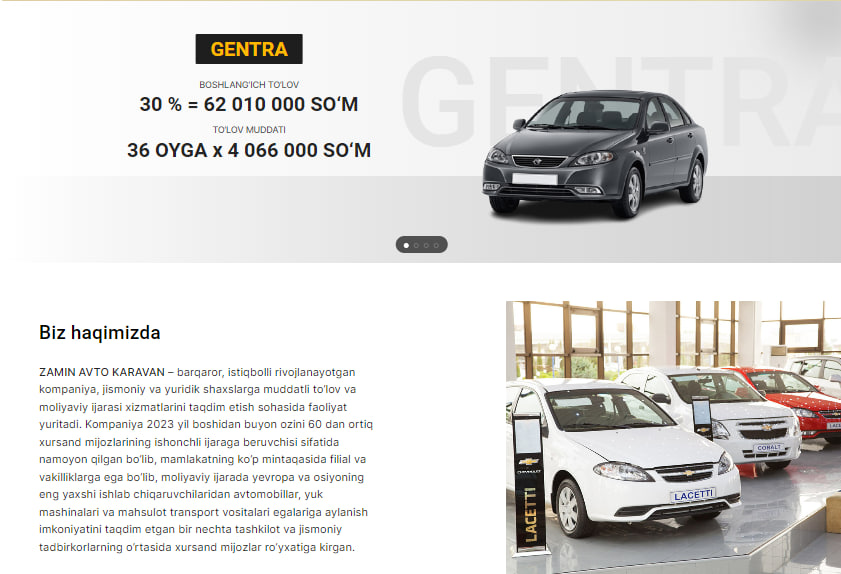 GENTRA
GENTRA
BOSHLANG'ICH TO'LOV
30 % = 62 010 000 SO‘M
TO'LOV MUDDATI
36 OYGA x 4 066 000 SO‘M
Biz haqimizda
ZAMIN AVTO KARAVAN – barqaror, istiqbolli rivojlanayotgan
kompaniya, jismoniy va yuridik shaxslarga muddatli to‘lov va
moliyaviy ijarasi xizmatlarini taqdim etish sohasida faoliyat
yuritadi. Kompaniya 2023 yil boshidan buyon ozini 60 dan ortiq
xursand mijozlarining ishonchli ijaraga beruvchisi sifatida
namoyon qilgan bo‘lib, mamlakatning ko‘p mintaqasida filial va
vakilliklarga ega bo‘lib, moliyaviy ijarada yevropa va osiyoning
eng yaxshi ishlab chiqaruvchilaridan avtomobillar, yuk
mashinalari va mahsulot transport vositalari egalariga aylanish
imkoniyatini taqdim etgan bir nechta tashkilot va jismoniy
tadbirkorlarning o‘rtasida xursand mijozlar ro‘yxatiga kirgan.
CHEVROLET
LACETTI
LACETTI
COBALT